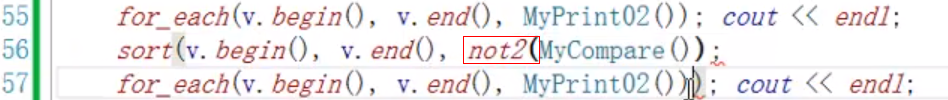 55 for_each(v.begin(), v.end(), MyPrint02()); cout << endl;
56 sort(v.begin(), v.end(), not2(MyCompare());
57 for_each(v.begin(), v.end(), MyPrint02())); cout << endl;